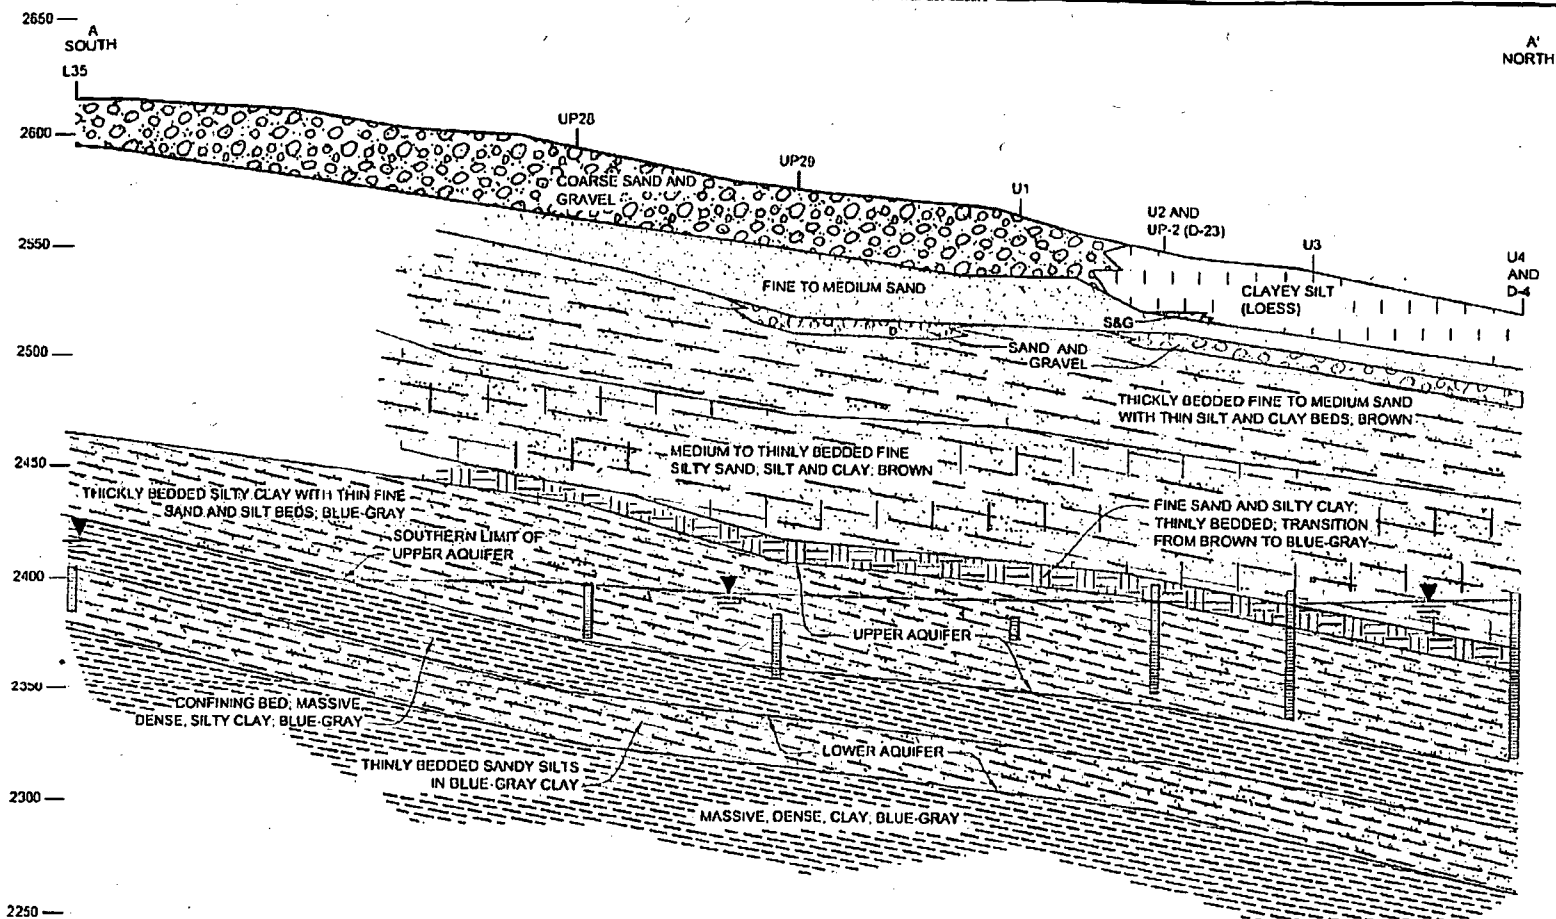 2650
A
SOUTH
A'
NORTH
L35
2600
UP28
COARSE SAND AND
GRAVEL
UP29
U1
U2 AND
UP-2 (D-23)
U3
U4
AND
D-4
2550
FINE TO MEDIUM SAND
CLAYEY SILT
(LOESS)
S&G
2500
SAND AND
GRAVEL
THICKLY BEDDED FINE TO MEDIUM SAND
WITH THIN SILT AND CLAY BEDS; BROWN
2450
MEDIUM TO THINLY BEDDED FINE
SILTY SAND, SILT AND CLAY; BROWN
THICKLY BEDDED SILTY CLAY WITH THIN FINE
SAND AND SILT BEDS; BLUE-GRAY
FINE SAND AND SILTY CLAY;
THINLY BEDDED; TRANSITION
FROM BROWN TO BLUE-GRAY
SOUTHERN LIMIT OF
UPPER AQUIFER
2400
UPPER AQUIFER
2350
CONFINING BED; MASSIVE,
DENSE, SILTY CLAY; BLUE-GRAY
LOWER AQUIFER
THINLY BEDDED SANDY SILTS
IN BLUE-GRAY CLAY
2300
MASSIVE, DENSE, CLAY, BLUE-GRAY
2250